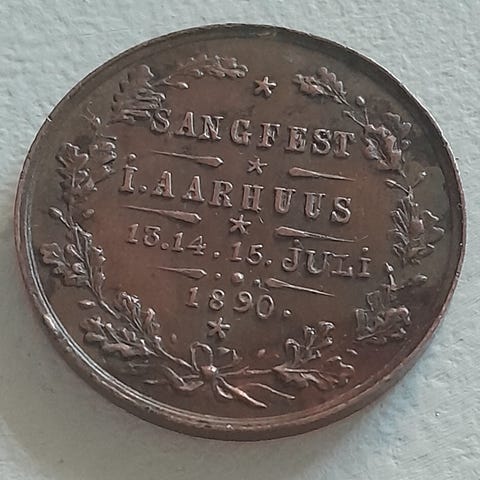 SANGFEST
i.AARHUUS
13.14.15.JULi
1890.